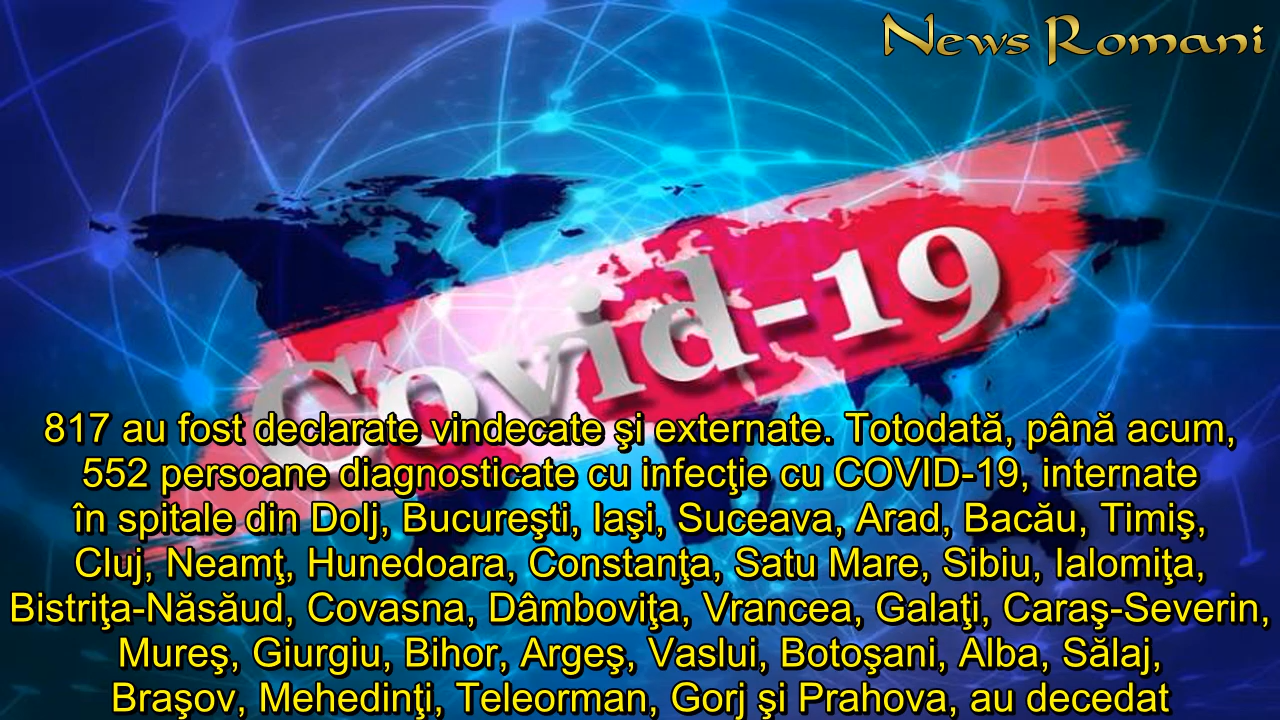 News Romani
Covid-19
817 au fost declarate vindecate şi externate. Totodată, până acum,
552 persoane diagnosticate cu infecţie cu COVID-19, internate
în spitale din Dolj, Bucureşti, Iaşi, Suceava, Arad, Bacău, Timiş,
Cluj, Neamţ, Hunedoara, Constanţa, Satu Mare, Sibiu, Ialomiţa,
Bistriţa-Năsăud, Covasna, Dâmboviţa, Vrancea, Galaţi, Caraş-Severin,
Mureş, Giurgiu, Bihor, Argeş, Vaslui, Botoşani, Alba, Sălaj,
Braşov, Mehedinţi, Teleorman, Gorj şi Prahova, au decedat